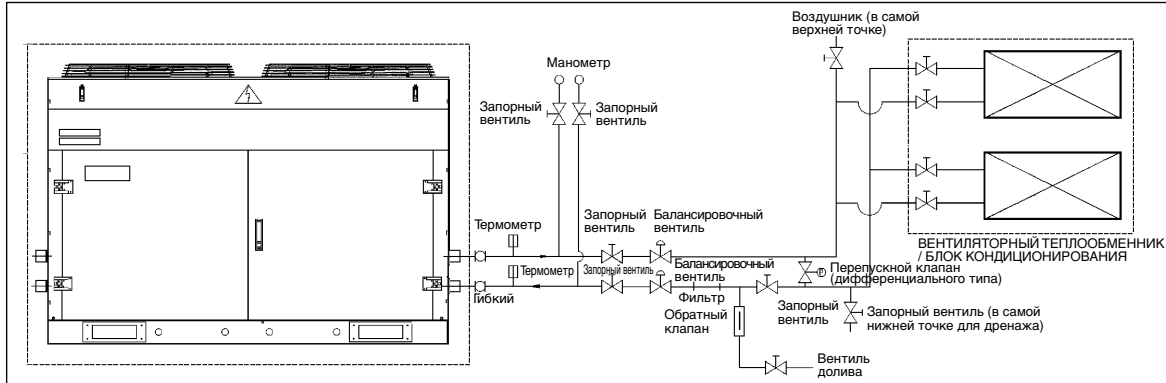 Воздушник (в самой
верхней точке)
Манометр
Запорный
вентиль
Запорный
вентиль
Термометр
Запорный
вентиль
Балансировочный
вентиль
ВЕНТИЛЯТОРНЫЙ ТЕПЛООБМЕННИК
/ БЛОК КОНДИЦИОНИРОВАНИЯ
Термометр
Запорный вентиль
Балансировочный
вентиль
P
Перепускной клапан
(дифференциального типа)
Гибкий
Фильтр
Обратный
клапан
Запорный
вентиль
Запорный вентиль (в самой
нижней точке для дренажа)
Вентиль
долива